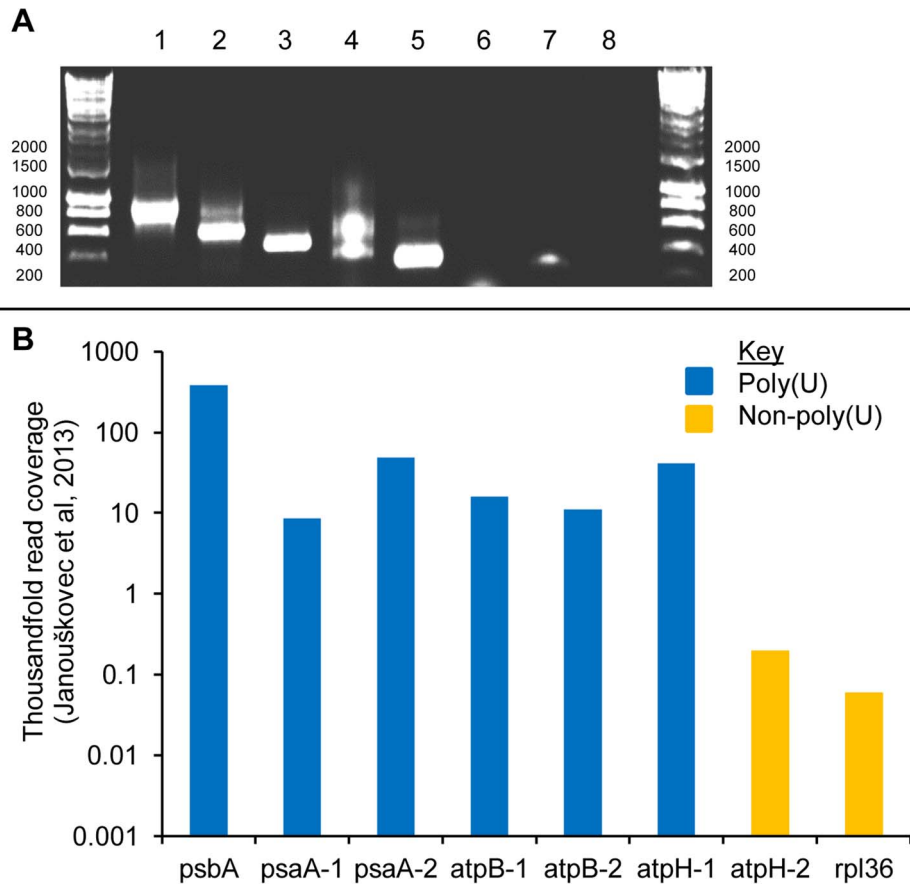 A
1 2 3 4 5 6 7 8
2000 2000
1500 1500
1000 1000
800 800
600 600
400 400
200 200
B
Thousandfold read coverage
(Janouškovec et al, 2013)
1000
100
10
1
0.1
0.01
0.001
Key
Poly(U)
Non-poly(U)
psbA psaA-1 psaA-2 atpB-1 atpB-2 atpH-1 atpH-2 rpl36